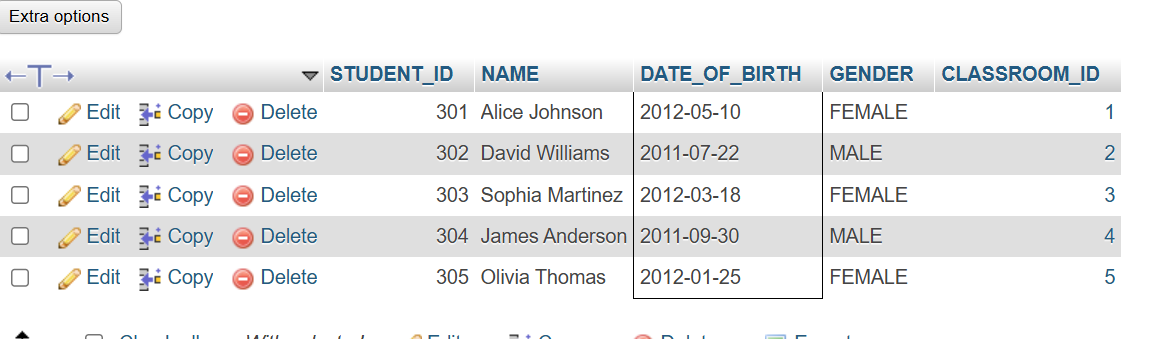 Extra options
←T→ STUDENT_ID NAME DATE_OF_BIRTH GENDER CLASSROOM_ID
Edit Copy Delete 301 Alice Johnson 2012-05-10 FEMALE 1
Edit Copy Delete 302 David Williams 2011-07-22 MALE 2
Edit Copy Delete 303 Sophia Martinez 2012-03-18 FEMALE 3
Edit Copy Delete 304 James Anderson 2011-09-30 MALE 4
Edit Copy Delete 305 Olivia Thomas 2012-01-25 FEMALE 5